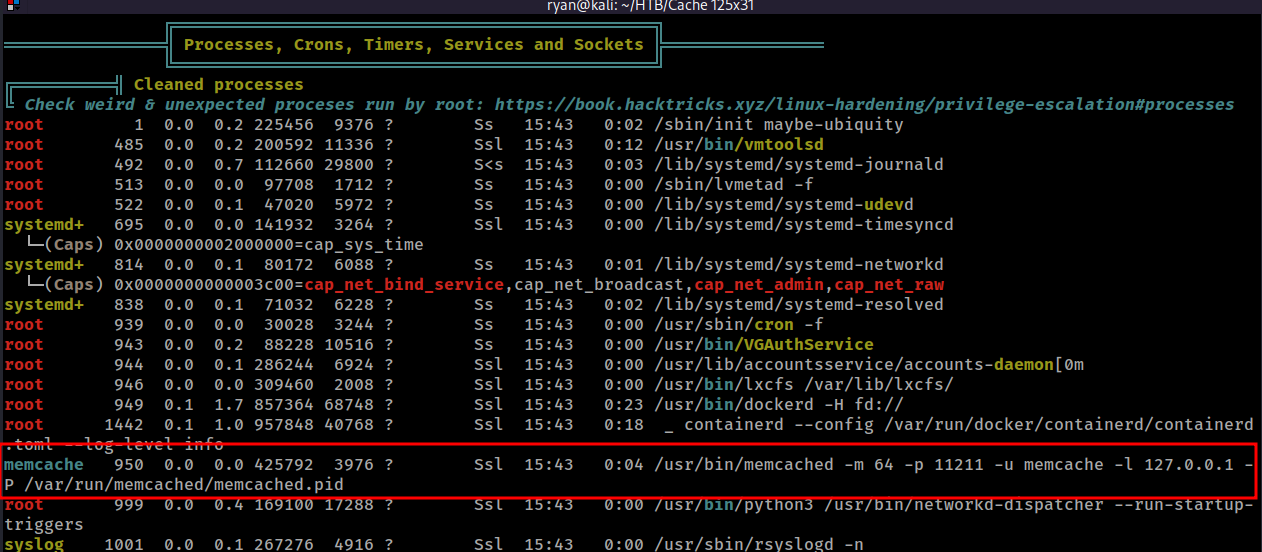 ryan@kali: ~/HTB/Cache 125x31
Processes, Crons, Timers, Services and Sockets
Cleaned processes
Check weird & unexpected proceses run by root: https://book.hacktricks.xyz/linux-hardening/privilege-escalation#processes
root 1 0.0 0.2 225456 9376 ? Ss 15:43 0:02 /sbin/init maybe-ubiquity
root 485 0.0 0.2 200592 11336 ? Ssl 15:43 0:12 /usr/bin/vmtoolsd
root 492 0.0 0.7 112660 29800 ? S<s 15:43 0:03 /lib/systemd/systemd-journald
root 513 0.0 0.0 97708 1712 ? Ss 15:43 0:00 /sbin/lvmetad -f
root 522 0.0 0.1 47020 5972 ? Ss 15:43 0:00 /lib/systemd/systemd-udevd
systemd+ 695 0.0 0.0 141932 3264 ? Ssl 15:43 0:00 /lib/systemd/systemd-timesyncd
└─(Caps) 0x0000000002000000=cap_sys_time
systemd+ 814 0.0 0.1 80172 6088 ? Ss 15:43 0:01 /lib/systemd/systemd-networkd
└─(Caps) 0x0000000000003c00=cap_net_bind_service,cap_net_broadcast,cap_net_admin,cap_net_raw
systemd+ 838 0.0 0.1 71032 6228 ? Ss 15:43 0:02 /lib/systemd/systemd-resolved
root 939 0.0 0.0 30028 3244 ? Ss 15:43 0:00 /usr/sbin/cron -f
root 943 0.0 0.2 88228 10516 ? Ss 15:43 0:00 /usr/bin/VGAuthService
root 944 0.0 0.1 286244 6924 ? Ssl 15:43 0:00 /usr/lib/accountsservice/accounts-daemon[0m
root 946 0.0 0.0 309460 2008 ? Ssl 15:43 0:00 /usr/bin/lxcfs /var/lib/lxcfs/
root 949 0.1 1.7 857364 68748 ? Ssl 15:43 0:23 /usr/bin/dockerd -H fd://
root 1442 0.1 1.0 957848 40768 ? Ssl 15:43 0:18 _ containerd --config /var/run/docker/containerd/containerd
.toml --log-level info
memcache 950 0.0 0.0 425792 3976 ? Ssl 15:43 0:04 /usr/bin/memcached -m 64 -p 11211 -u memcache -l 127.0.0.1 -
P /var/run/memcached/memcached.pid
root 999 0.0 0.4 169100 17288 ? Ssl 15:43 0:00 /usr/bin/python3 /usr/bin/networkd-dispatcher --run-startup-
triggers
syslog 1001 0.0 0.1 267276 4916 ? Ssl 15:43 0:00 /usr/sbin/rsyslogd -n